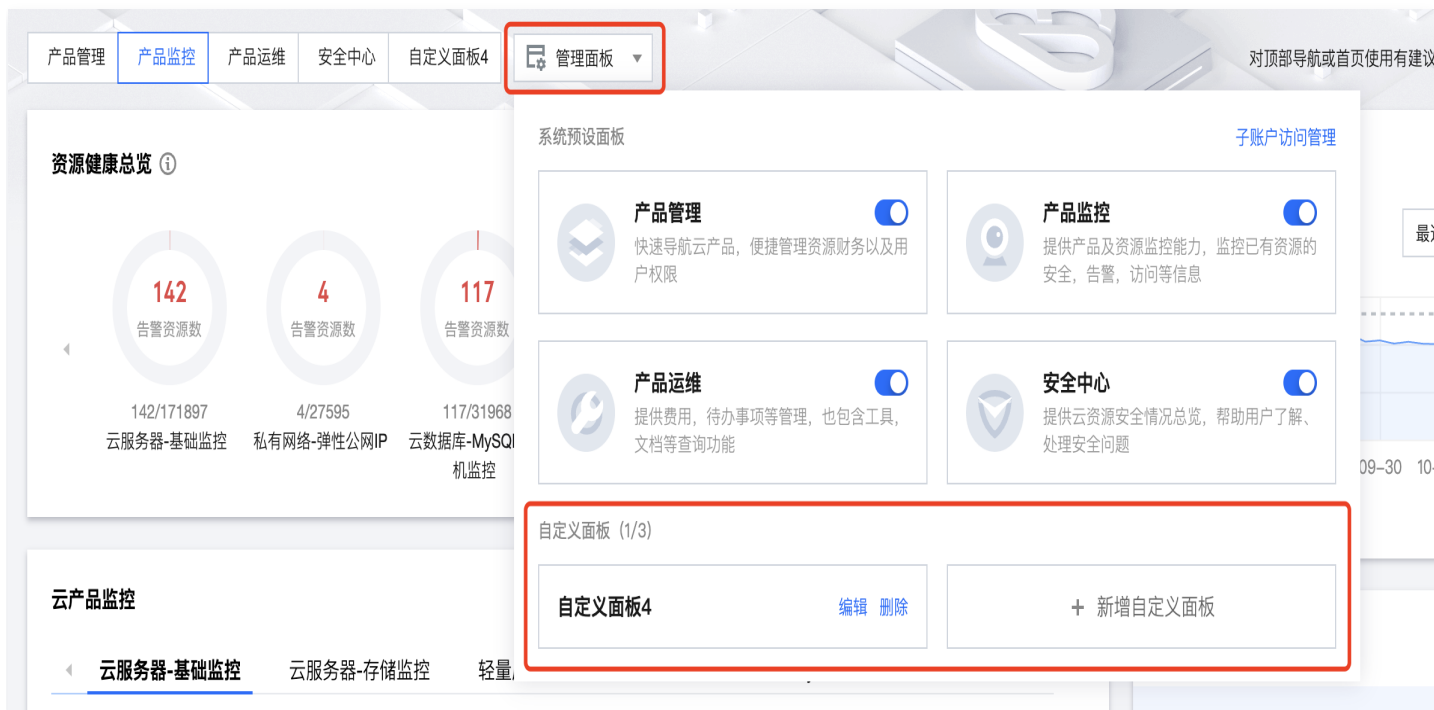 产品管理 产品监控 产品运维 安全中心 自定义面板4 管理面板 对顶部导航或首页使用有建议
系统预设面板 子账户访问管理
资源健康总览
产品管理
快速导航云产品，便捷管理资源财务以及用
户权限
产品监控
提供产品及资源监控能力，监控已有资源的
安全，告警，访问等信息
142
告警资源数
142/171897
云服务器-基础监控
4
告警资源数
4/27595
私有网络-弹性公网IP
117
告警资源数
117/31968
云数据库-MySQL
机监控
产品运维
提供费用，待办事项等管理，也包含工具，
文档等查询功能
安全中心
提供云资源安全情况总览，帮助用户了解、
处理安全问题
09-30 10-
自定义面板（1/3）
自定义面板4 编辑 删除
+ 新增自定义面板
云产品监控
云服务器-基础监控 云服务器-存储监控 轻量